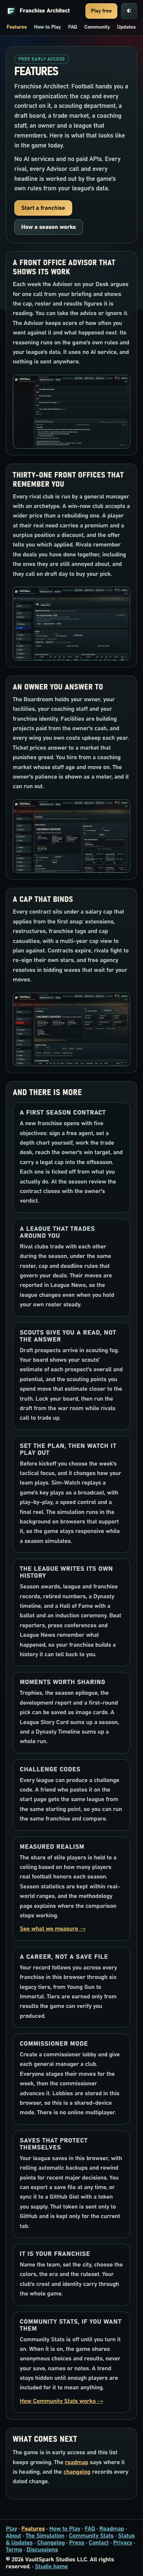 Franchise Architect
Play free
Features
How to Play
FAQ
Community
Updates
FREE EARLY ACCESS
FEATURES
Franchise Architect: Football hands you a
whole organization: the cap and every
contract on it, a scouting department, a
draft board, a trade market, a coaching
staff, an owner and a league that
remembers. Here is what that looks like
in the game today.
No AI services and no paid APIs. Every
rival, every Advisor call and every
headline is worked out by the game's
own rules from your league's data.
Start a franchise
How a season works
A FRONT OFFICE ADVISOR THAT
SHOWS ITS WORK
Each week the Advisor on your Desk argues
for one call from your briefing and shows
the cap, roster and results figures it is
reading. You can take the advice or ignore it.
The Advisor keeps score of how often you
went against it and what happened next. Its
reasoning runs on the game's own rules and
your league's data. It uses no AI service, and
nothing is sent anywhere.
THIRTY-ONE FRONT OFFICES THAT
REMEMBER YOU
Every rival club is run by a general manager
with an archetype. A win-now club accepts a
worse price than a rebuilding one. A player
at a surplus position sells at a discount, and
the offer tells you which applied. Rivals remember
the deals you have done together, including
the ones they are still annoyed about, and
they call on draft day to buy your pick.
AN OWNER YOU ANSWER TO
The Boardroom holds your owner, your
facilities, your coaching staff and your
franchise identity. Facilities are building
projects paid from the owner's cash, and
every wing you own costs upkeep each year.
Ticket prices answer to a market that
punishes greed. You hire from a coaching
market whose staff age and move on. The
owner's patience is shown as a meter, and it
can run out.
A CAP THAT BINDS
Every contract sits under a salary cap that
applies from the first snap: extensions,
restructures, franchise tags and cap
casualties, with a multi-year cap view to
plan against. Contract rivals can fight you to
re-sign their own stars, and free agency
resolves in bidding periods that wait for your
moves.
AND THERE IS MORE
A FIRST SEASON CONTRACT
A new franchise opens with five
objectives: sign a free agent, set a
depth chart yourself, work the trade
desk, reach the owner's win target, and
carry a legal cap into the offseason.
Each one is ticked off from what you
actually do. At the season review the
contract closes with the owner's
verdict.
A LEAGUE THAT TRADES
AROUND YOU
Rival clubs trade with each other
during the season, under the same
roster, cap and deadline rules that
govern your deals. Their moves are
reported in League News, so the
league changes even when you hold
your own roster steady.
SCOUTS GIVE YOU A READ, NOT
THE ANSWER
Draft prospects arrive in scouting fog.
Your board shows your scouts'
estimate of each prospect's overall and
potential, and the scouting points you
spend move that estimate closer to the
truth. Lock your board, then run the
draft from the war room while rivals
call to trade up.
SET THE PLAN, THEN WATCH IT
PLAY OUT
Before kickoff you choose the week's
tactical focus, and it changes how your
team plays. Sim-Watch replays a
game's key plays as a broadcast, with
play-by-play, speed control and a
final reel. The simulation runs in the
background on browsers that support
it, so the game stays responsive while
a season simulates.
THE LEAGUE WRITES ITS OWN
HISTORY
Season awards, league and franchise
records, retired numbers, a Dynasty
timeline, and a Hall of Fame with a
ballot and an induction ceremony. Beat
reporters, press conferences and
League News remember what
happened, so your franchise builds a
history it can tell back to you.
MOMENTS WORTH SHARING
Trophies, the season epilogue, the
development report and a first-round
pick can be saved as image cards. A
League Story Card sums up a season,
and a Dynasty Timeline sums up a
whole run.
CHALLENGE CODES
Every league can produce a challenge
code. A friend who pastes it on the
start page gets the same league from
the same starting point, so you can run
the same franchise and compare.
MEASURED REALISM
The share of elite players is held to a
band based on how many players
real football honors each season.
Season statistics are kept within real-
world ranges, and the methodology
page explains where the comparison
stops working.
See what we measure →
A CAREER, NOT A SAVE FILE
Your record follows you across every
franchise in this browser through six
legacy tiers, from Young Gun to
Immortal. Tiers are earned only from
results the game can verify you
produced.
COMMISSIONER MODE
Create a commissioner lobby and give
each general manager a club.
Everyone stages their moves for the
week, then the commissioner
advances it. Lobbies are stored in this
browser, so this is a shared-device
mode. There is no online multiplayer.
SAVES THAT PROTECT
THEMSELVES
Your league saves in this browser, with
rolling automatic backups and rewind
points for recent major decisions. You
can export a save file at any time, or
sync to a GitHub Gist with a token
you supply. That token is sent only to
GitHub and is kept only for the current
tab.
IT IS YOUR FRANCHISE
Name the team, set the city, choose the
colors, the era and the ruleset. Your
club's crest and identity carry through
the whole game.
COMMUNITY STATS, IF YOU WANT
THEM
Community Stats is off until you turn it
on. When it is on, the game shares
anonymous choices and results, never
your saves, names or notes. A trend
stays hidden until enough players are
included for it to mean anything.
How Community Stats works →
WHAT COMES NEXT
The game is in early access and this list
keeps growing. The roadmap says where it
is heading, and the changelog records every
dated change.
Play · Features · How to Play · FAQ · Roadmap ·
About · The Simulation · Community Stats · Status
& Updates · Changelog · Press · Contact · Privacy ·
Terms · Discussions
© 2026 VaultSpark Studios LLC. All rights
reserved. · Studio home